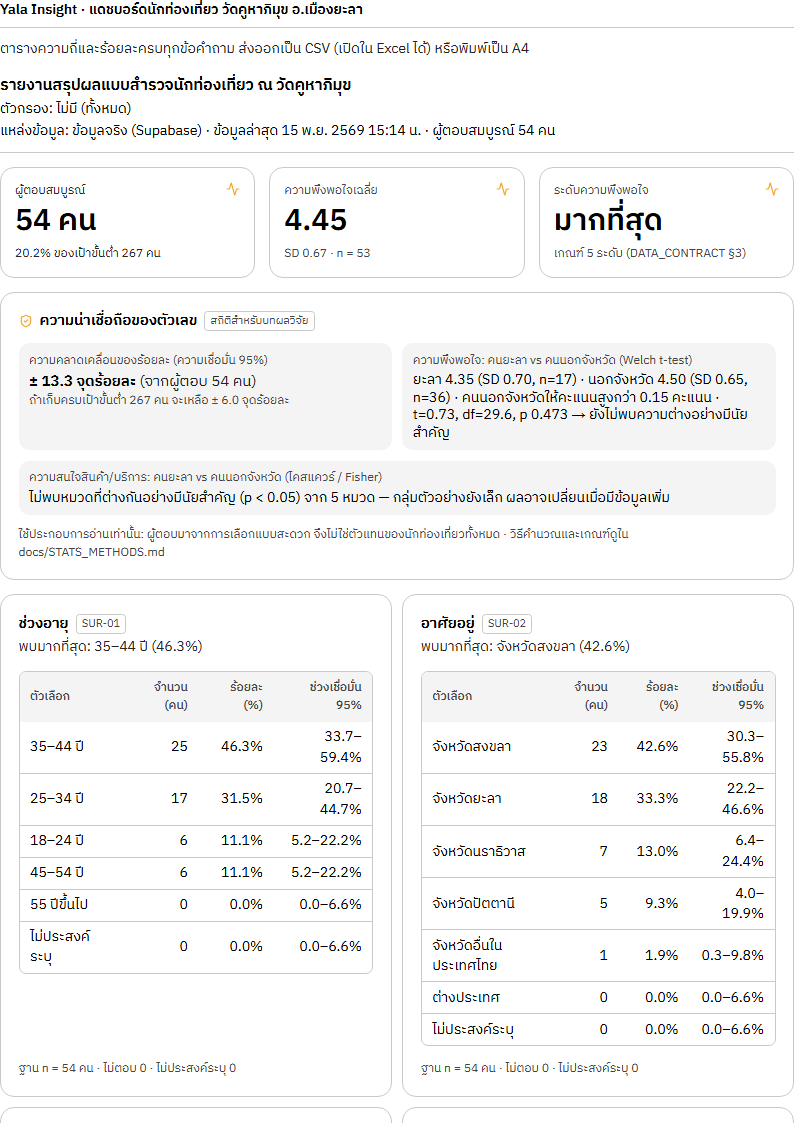 Yala Insight · แดชบอร์ดนักท่องเที่ยว วัดคูหาภิมุข อ.เมืองยะลา
ตารางความถี่และร้อยละครบทุกข้อคำถาม ส่งออกเป็น CSV (เปิดใน Excel ได้) หรือพิมพ์เป็น A4
รายงานสรุปผลแบบสำรวจนักท่องเที่ยว ณ วัดคูหาภิมุข
ตัวกรอง: ไม่มี (ทั้งหมด)
แหล่งข้อมูล: ข้อมูลจริง (Supabase) · ข้อมูลล่าสุด 15 พ.ย. 2569 15:14 น. · ผู้ตอบสมบูรณ์ 54 คน
ผู้ตอบสมบูรณ์
54 คน
20.2% ของเป้าขั้นต่ำ 267 คน
ความพึงพอใจเฉลี่ย
4.45
SD 0.67 · n = 53
ระดับความพึงพอใจ
มากที่สุด
เกณฑ์ 5 ระดับ (DATA_CONTRACT §3)
ความน่าเชื่อถือของตัวเลข สถิติสำหรับบทผลวิจัย
ความคลาดเคลื่อนของร้อยละ (ความเชื่อมั่น 95%)
± 13.3 จุดร้อยละ (จากผู้ตอบ 54 คน)
ถ้าเก็บครบเป้าขั้นต่ำ 267 คน จะเหลือ ± 6.0 จุดร้อยละ
ความพึงพอใจ: คนยะลา vs คนนอกจังหวัด (Welch t-test)
ยะลา 4.35 (SD 0.70, n=17) · นอกจังหวัด 4.50 (SD 0.65,
n=36) · คนนอกจังหวัดให้คะแนนสูงกว่า 0.15 คะแนน ·
t=0.73, df=29.6, p 0.473 → ยังไม่พบความต่างอย่างมีนัย
สำคัญ
ความสนใจสินค้า/บริการ: คนยะลา vs คนนอกจังหวัด (ไคสแควร์ / Fisher)
ไม่พบหมวดที่ต่างกันอย่างมีนัยสำคัญ (p < 0.05) จาก 5 หมวด — กลุ่มตัวอย่างยังเล็ก ผลอาจเปลี่ยนเมื่อมีข้อมูลเพิ่ม
ใช้ประกอบการอ่านเท่านั้น: ผู้ตอบมาจากการเลือกแบบสะดวก จึงไม่ใช่ตัวแทนของนักท่องเที่ยวทั้งหมด · วิธีคำนวณและเกณฑ์ดูใน
docs/STATS_METHODS.md
ช่วงอายุ SUR-01
พบมากที่สุด: 35–44 ปี (46.3%)
ตัวเลือก จำนวน (คน) ร้อยละ (%) ช่วงเชื่อมั่น 95%
35–44 ปี 25 46.3% 33.7–59.4%
25–34 ปี 17 31.5% 20.7–44.7%
18–24 ปี 6 11.1% 5.2–22.2%
45–54 ปี 6 11.1% 5.2–22.2%
55 ปีขึ้นไป 0 0.0% 0.0–6.6%
ไม่ประสงค์ระบุ 0 0.0% 0.0–6.6%
ฐาน n = 54 คน · ไม่ตอบ 0 · ไม่ประสงค์ระบุ 0
อาศัยอยู่ SUR-02
พบมากที่สุด: จังหวัดสงขลา (42.6%)
ตัวเลือก จำนวน (คน) ร้อยละ (%) ช่วงเชื่อมั่น 95%
จังหวัดสงขลา 23 42.6% 30.3–55.8%
จังหวัดยะลา 18 33.3% 22.2–46.6%
จังหวัดนราธิวาส 7 13.0% 6.4–24.4%
จังหวัดปัตตานี 5 9.3% 4.0–19.9%
จังหวัดอื่นในประเทศไทย 1 1.9% 0.3–9.8%
ต่างประเทศ 0 0.0% 0.0–6.6%
ไม่ประสงค์ระบุ 0 0.0% 0.0–6.6%
ฐาน n = 54 คน · ไม่ตอบ 0 · ไม่ประสงค์ระบุ 0